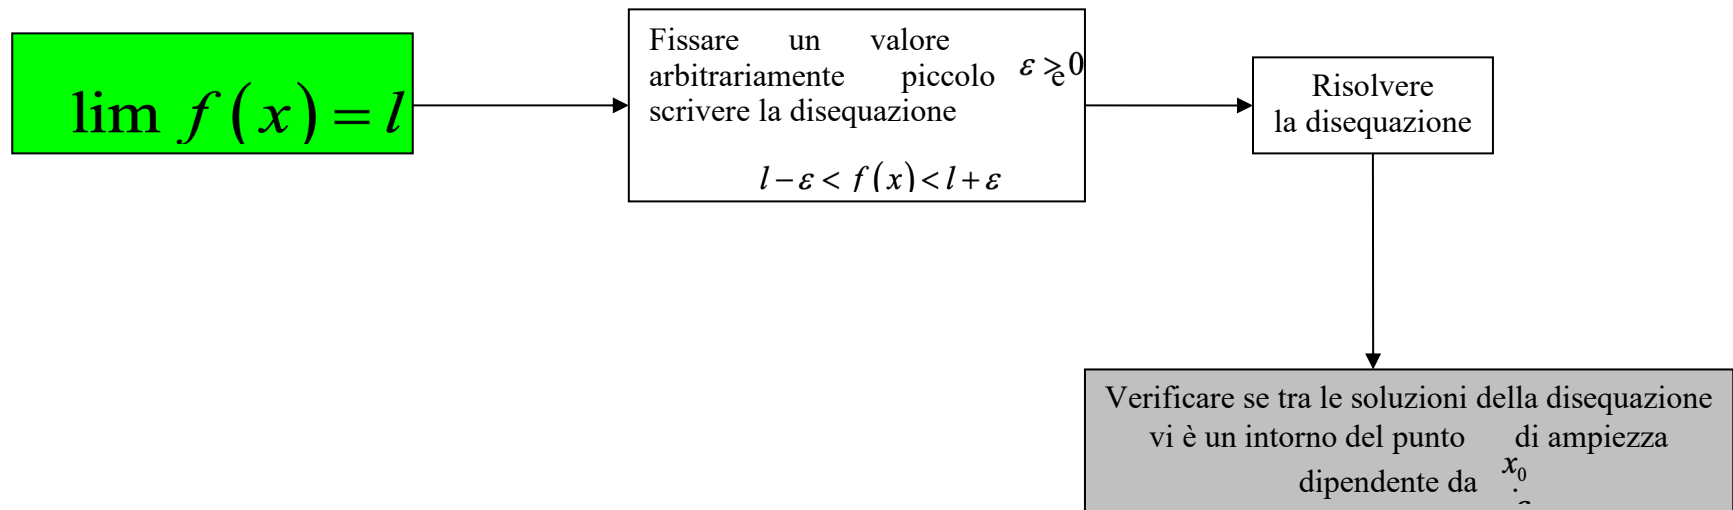 lim f(x) = l
Fissare un valore
arbitrariamente piccolo ε > 0 e
scrivere la disequazione
l − ε < f(x) < l + ε
Risolvere
la disequazione
Verificare se tra le soluzioni della disequazione
vi è un intorno del punto x₀ di ampiezza
dipendente da